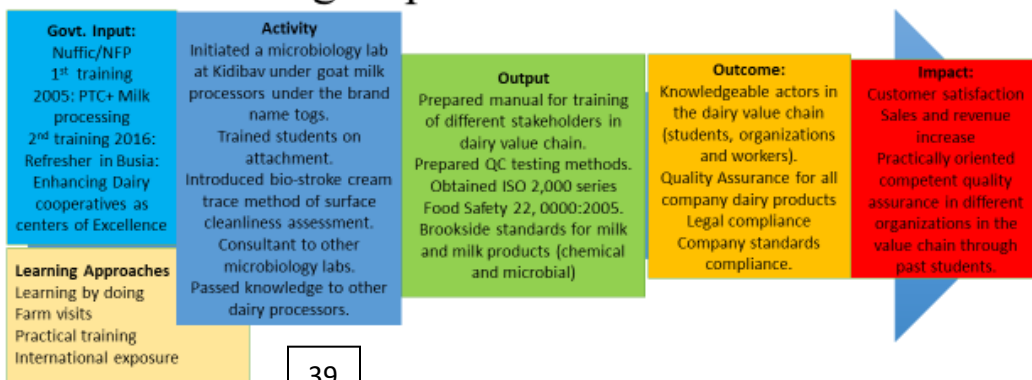 Govt. Input:
Nuffic/NFP
1st training
2005: PTC+ Milk
processing
2nd training 2016:
Refresher in Busia:
Enhancing Dairy
cooperatives as
centers of Excellence
Learning Approaches
Learning by doing
Farm visits
Practical training
International exposure
Activity
Initiated a microbiology lab
at Kidibav under goat milk
processors under the brand
name togs.
Trained students on
attachment.
Introduced bio-stroke cream
trace method of surface
cleanliness assessment.
Consultant to other
microbiology labs.
Passed knowledge to other
dairy processors.
Output
Prepared manual for training
of different stakeholders in
dairy value chain.
Prepared QC testing methods.
Obtained ISO 2,000 series
Food Safety 22, 0000:2005.
Brookside standards for milk
and milk products (chemical
and microbial)
Outcome:
Knowledgeable actors in
the dairy value chain
(students, organizations
and workers).
Quality Assurance for all
company dairy products
Legal compliance
Company standards
compliance.
Impact:
Customer satisfaction
Sales and revenue
increase
Practically oriented
competent quality
assurance in different
organizations in the
value chain through
past students.
39